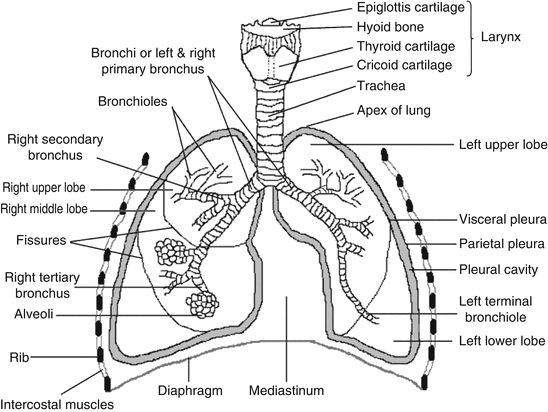 Epiglottis cartilage
Hyoid bone
Thyroid cartilage
Cricoid cartilage
Larynx
Trachea
Apex of lung
Bronchi or left & right
primary bronchus
Bronchioles
Right secondary
bronchus
Right upper lobe
Right middle lobe
Fissures
Right tertiary
bronchus
Alveoli
Rib
Intercostal muscles
Diaphragm
Mediastinum
Left upper lobe
Visceral pleura
Parietal pleura
Pleural cavity
Left terminal
bronchiole
Left lower lobe